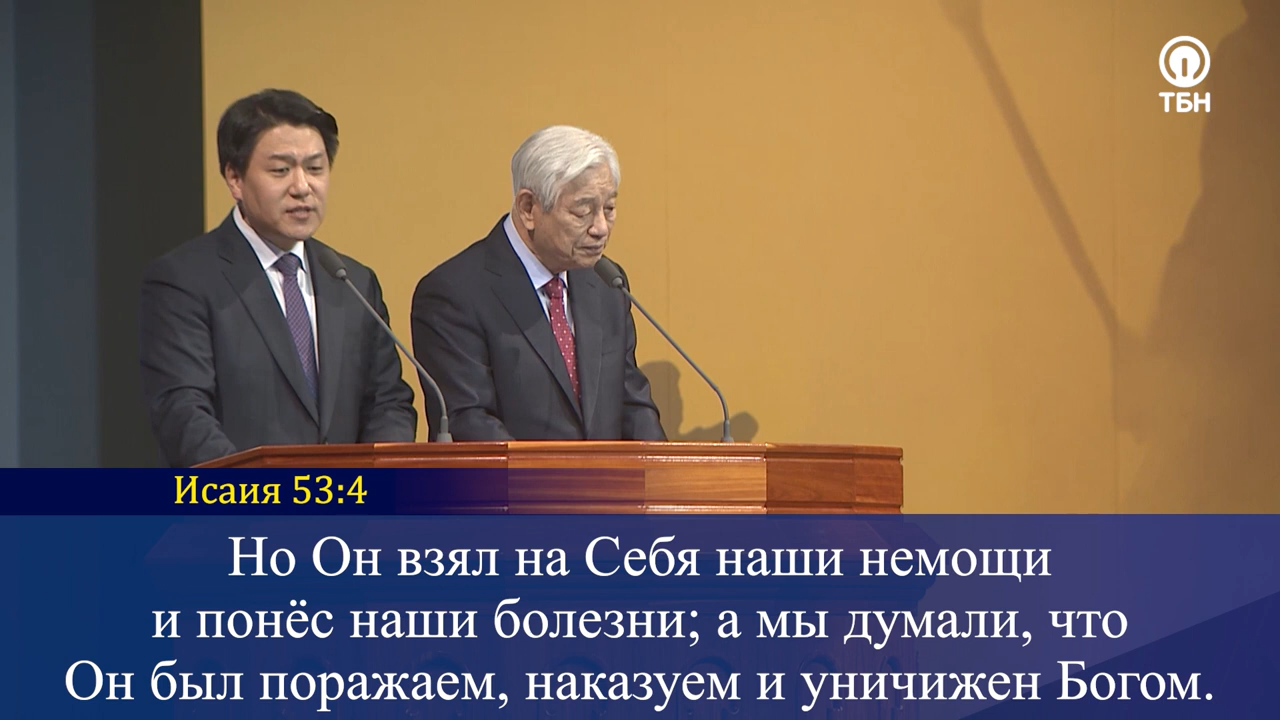 ТБН
Исаия 53:4
Но Он взял на Себя наши немощи
и понёс наши болезни; а мы думали, что
Он был поражаем, наказуем и уничижен Богом.